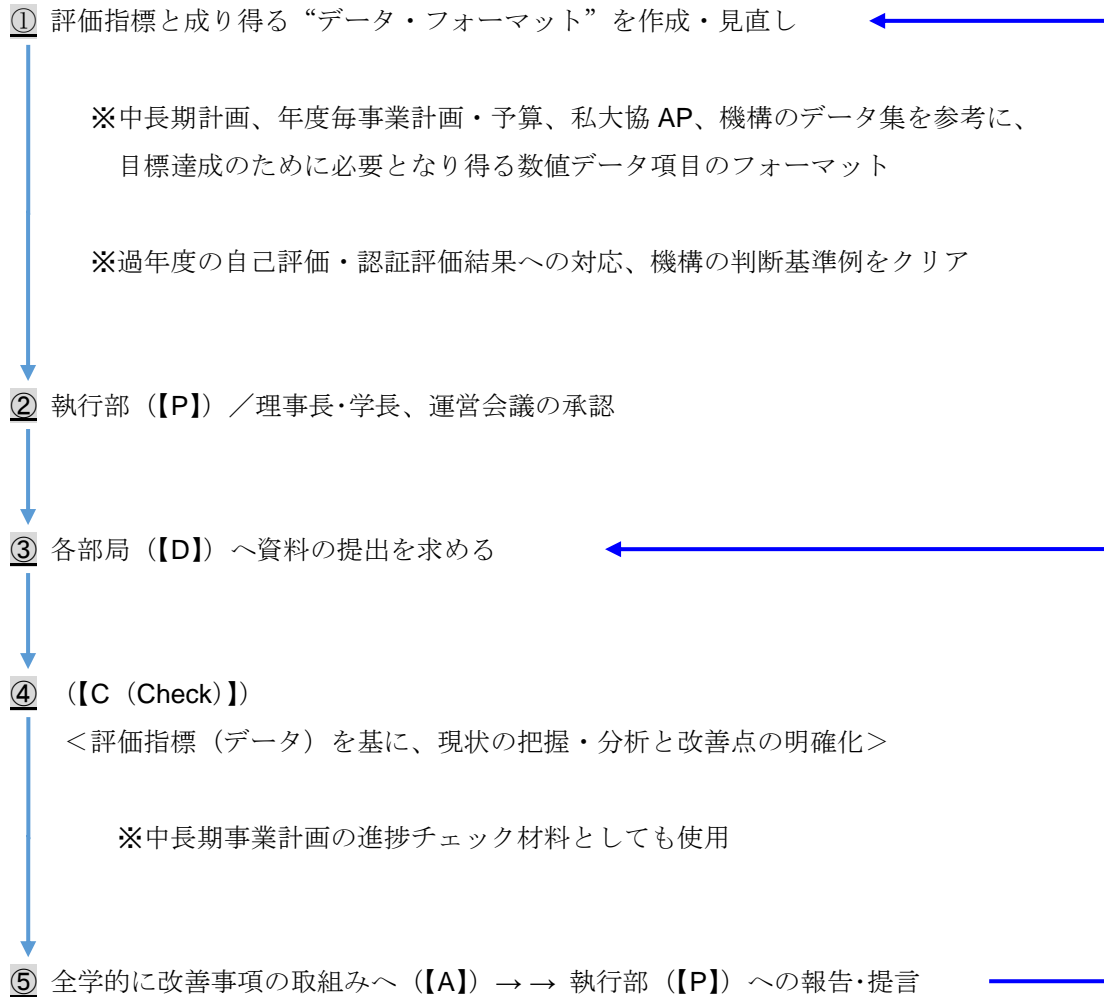 ① 評価指標と成り得る“データ・フォーマット”を作成・見直し
※中長期計画、年度毎事業計画・予算、私大協 AP、機構のデータ集を参考に、
目標達成のために必要となり得る数値データ項目のフォーマット
※過年度の自己評価・認証評価結果への対応、機構の判断基準例をクリア
② 執行部（【P】）／理事長･学長、運営会議の承認
③ 各部局（【D】）へ資料の提出を求める
④ （【C（Check）】）
＜評価指標（データ）を基に、現状の把握・分析と改善点の明確化＞
※中長期事業計画の進捗チェック材料としても使用
⑤ 全学的に改善事項の取組みへ（【A】）→→ 執行部（【P】）への報告･提言